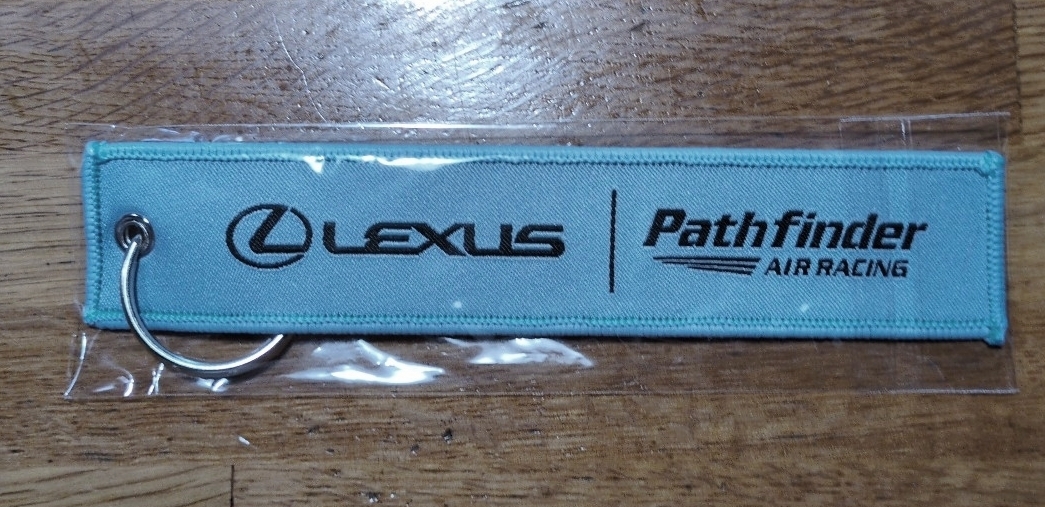 LEXUS
Pathfinder
AIR RACING